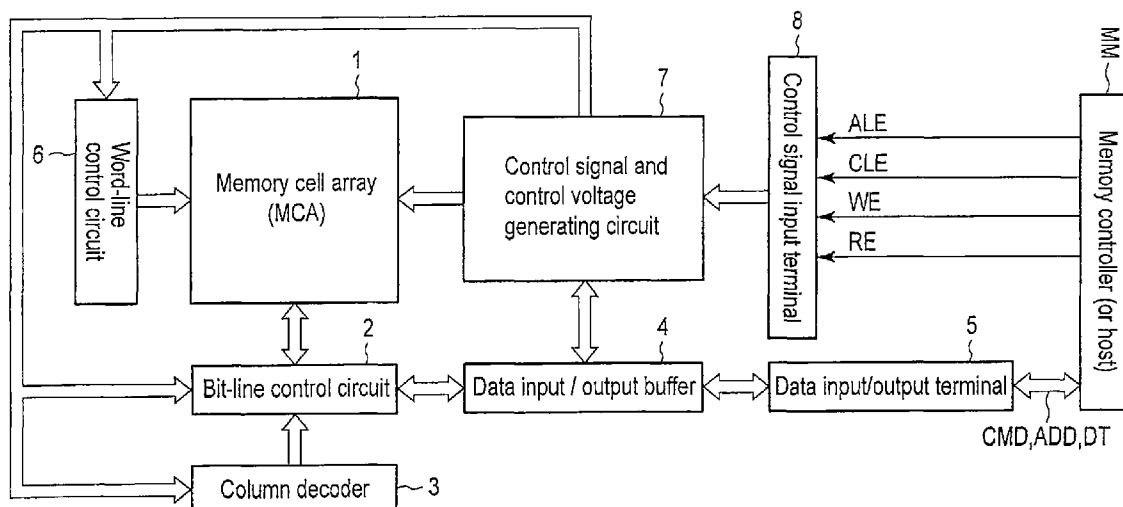 8
MM
1
7
6
Word-line
control circuit
Memory cell array
(MCA)
Control signal and
control voltage
generating circuit
Control signal input terminal
ALE
CLE
WE
RE
Memory controller (or host)
2
4
5
Bit-line control circuit
Data input / output buffer
Data input/output terminal
CMD,ADD,DT
Column decoder
3